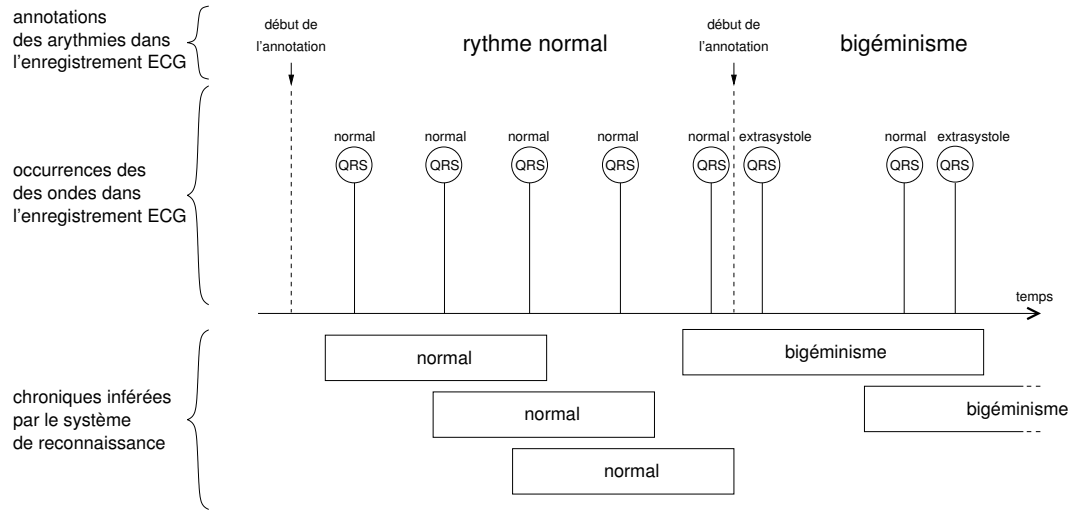 annotations
des arythmies dans
l'enregistrement ECG
début de
l'annotation
rythme normal
début de
l'annotation
bigéminisme
occurrences des
des ondes dans
l'enregistrement ECG
normal
normal
normal
normal
normal
extrasystole
normal
extrasystole
QRS
QRS
QRS
QRS
QRS
QRS
QRS
QRS
temps
chroniques inférées
par le système
de reconnaissance
normal
bigéminisme
normal
bigéminisme
normal